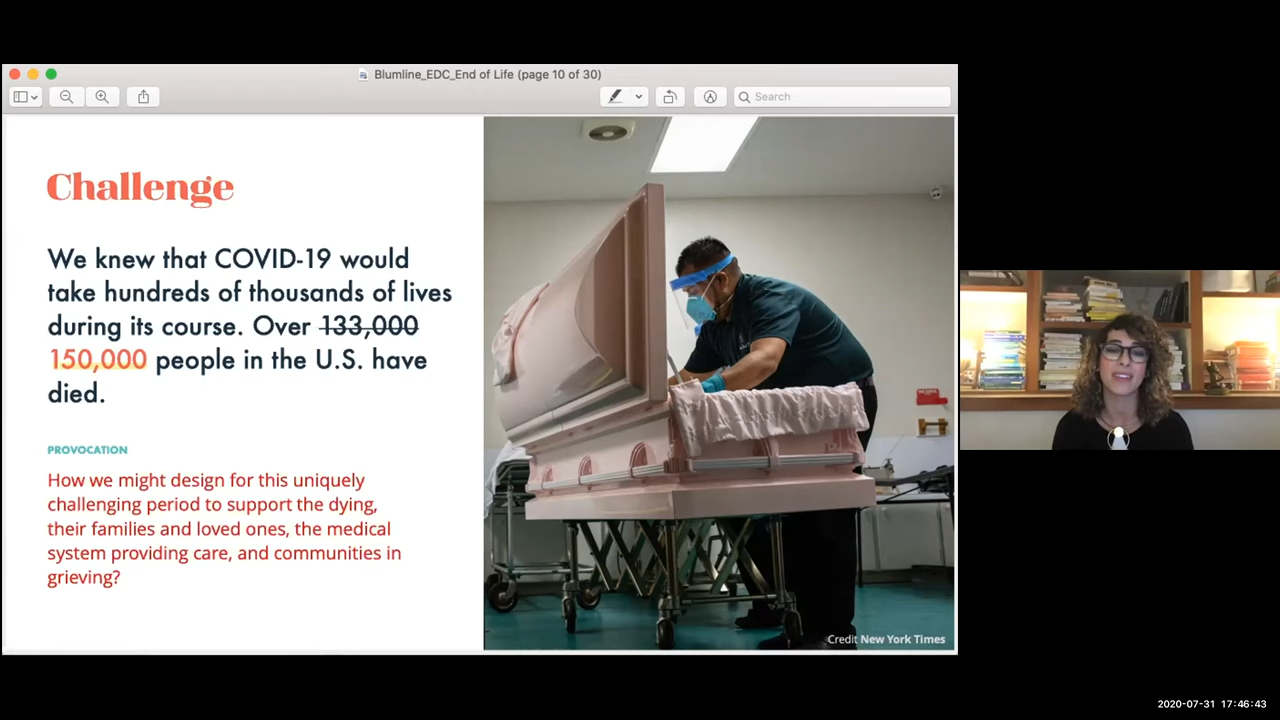 Blumline_EDC_End of Life (page 10 of 30)
Search
Challenge
We knew that COVID-19 would
take hundreds of thousands of lives
during its course. Over 133,000
150,000 people in the U.S. have
died.
PROVOCATION
How we might design for this uniquely
challenging period to support the dying,
their families and loved ones, the medical
system providing care, and communities in
grieving?
Credit New York Times
2020-07-31 17:46:43